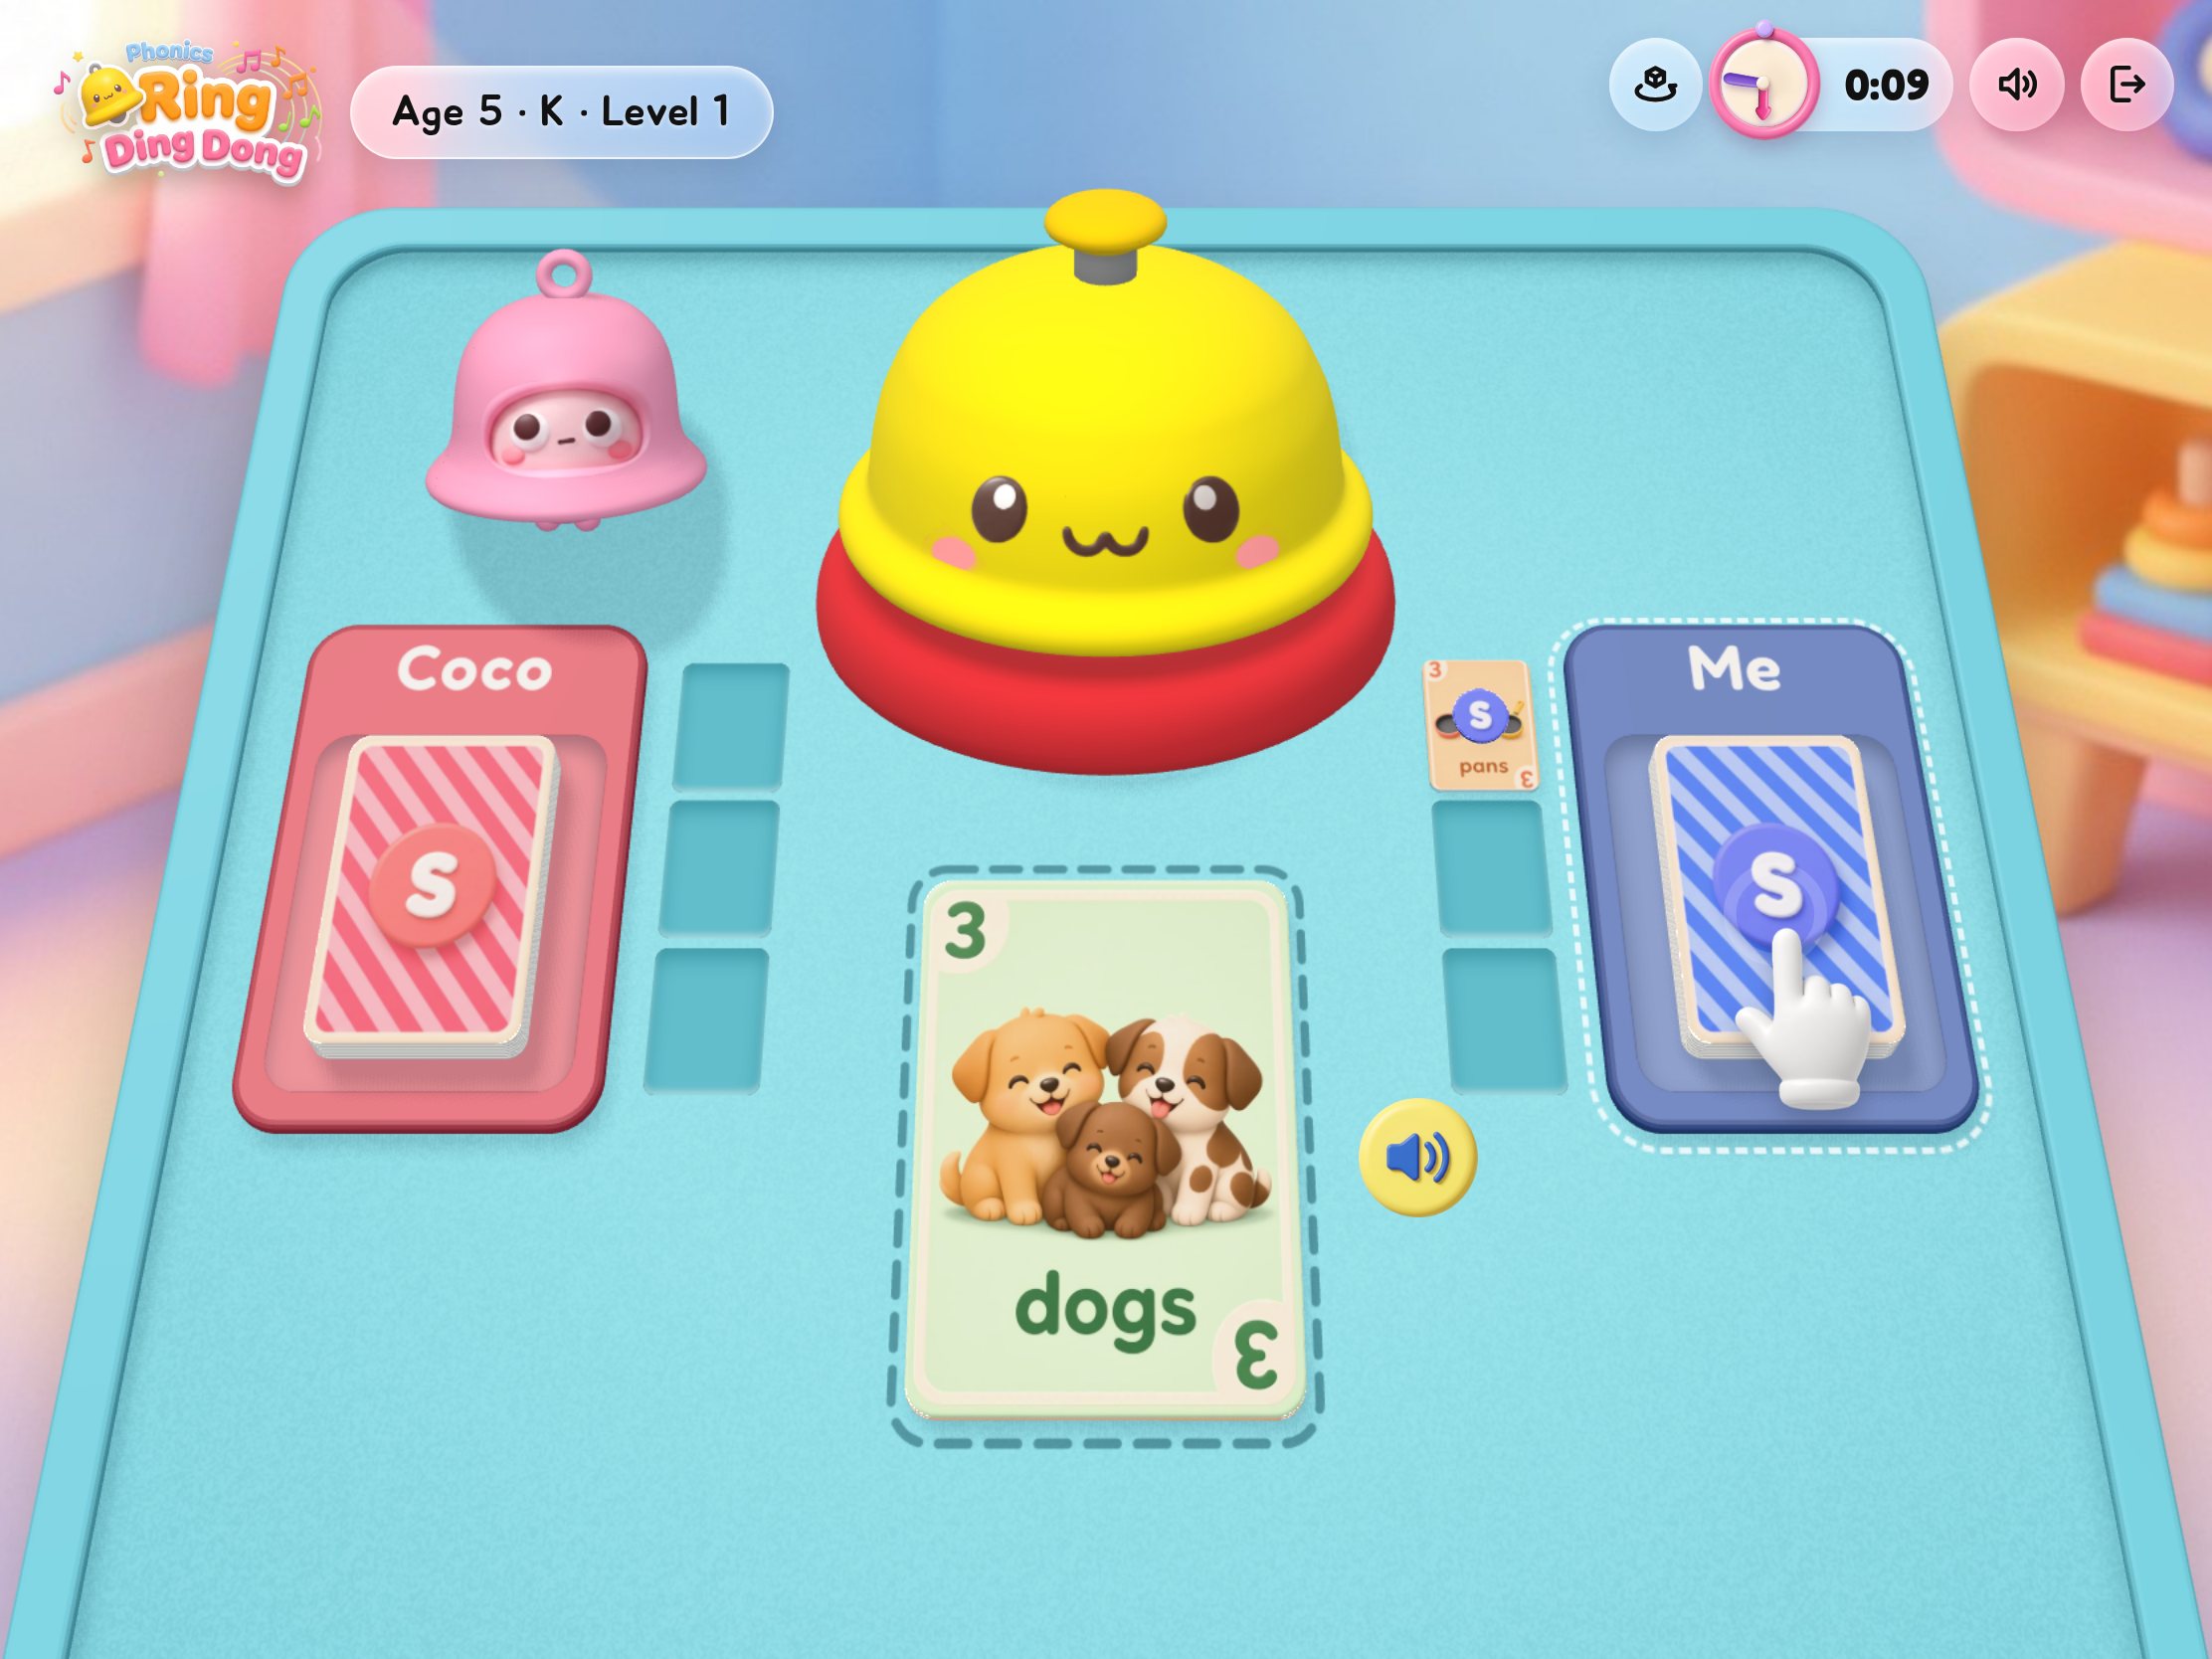 Phonics
Ring
Ding Dong
Age 5 · K · Level 1
0:09
Coco
S
3
S
pans
3
Me
S
3
dogs
3